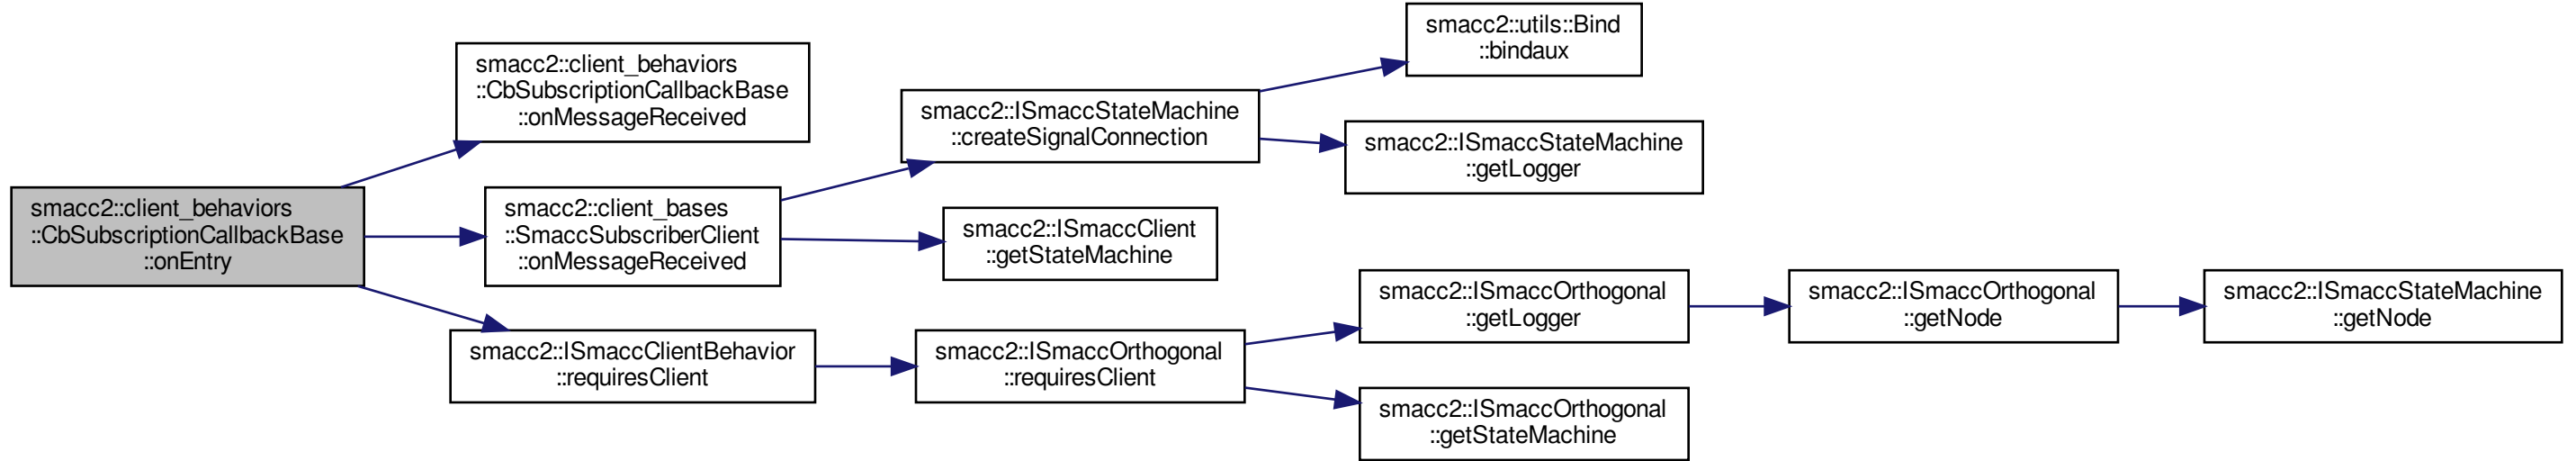 smacc2::client_behaviors
::CbSubscriptionCallbackBase
::onEntry
smacc2::client_behaviors
::CbSubscriptionCallbackBase
::onMessageReceived
smacc2::client_bases
::SmaccSubscriberClient
::onMessageReceived
smacc2::ISmaccStateMachine
::createSignalConnection
smacc2::utils::Bind
::bindaux
smacc2::ISmaccStateMachine
::getLogger
smacc2::ISmaccClient
::getStateMachine
smacc2::ISmaccClientBehavior
::requiresClient
smacc2::ISmaccOrthogonal
::requiresClient
smacc2::ISmaccOrthogonal
::getLogger
smacc2::ISmaccOrthogonal
::getNode
smacc2::ISmaccStateMachine
::getNode
smacc2::ISmaccOrthogonal
::getStateMachine